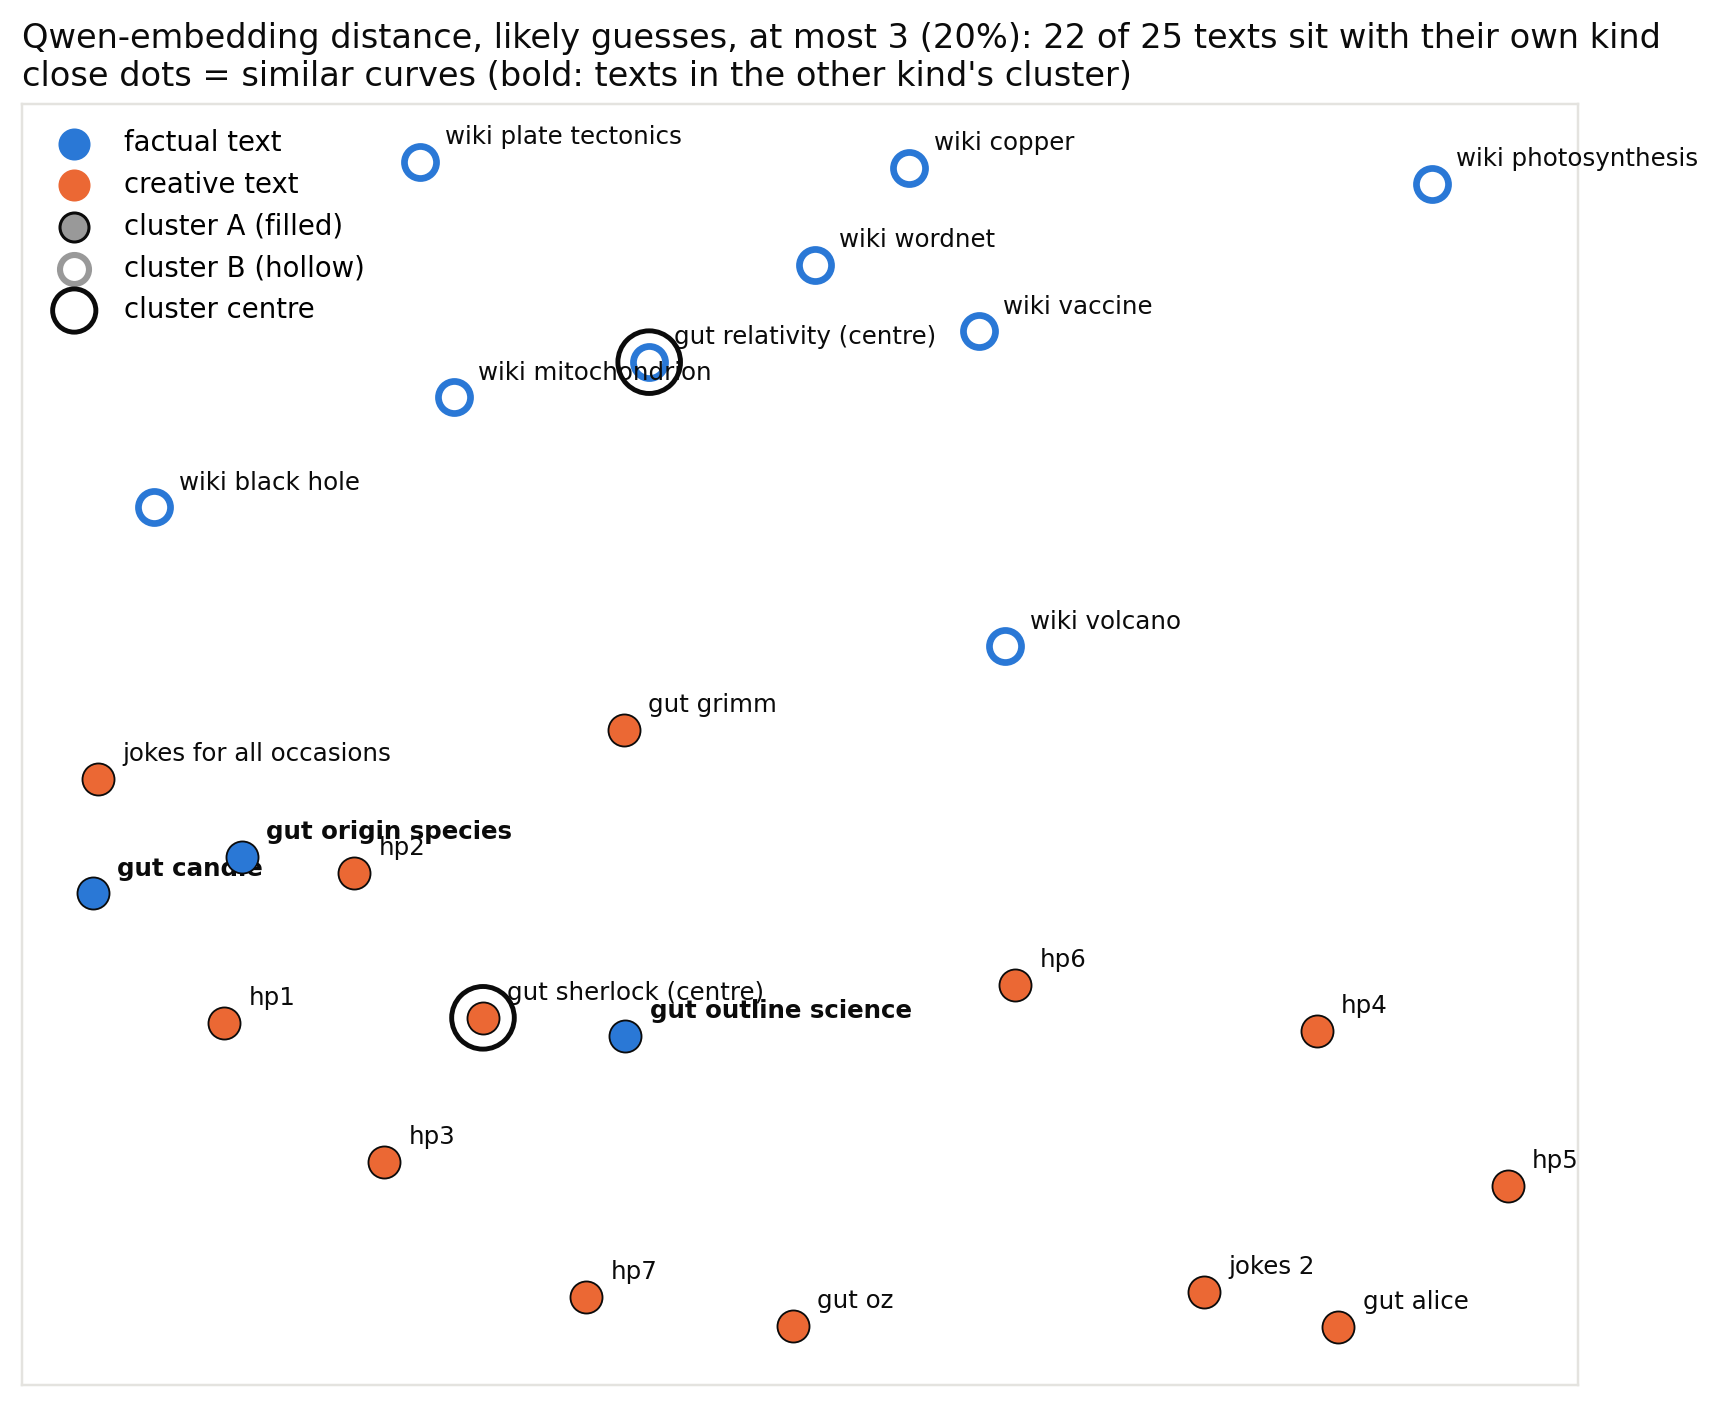 Qwen-embedding distance, likely guesses, at most 3 (20%): 22 of 25 texts sit with their own kind
close dots = similar curves (bold: texts in the other kind's cluster)
factual text
creative text
cluster A (filled)
cluster B (hollow)
cluster centre
wiki plate tectonics
wiki copper
wiki photosynthesis
wiki wordnet
wiki vaccine
gut relativity (centre)
wiki mitochondrion
wiki black hole
wiki volcano
gut grimm
jokes for all occasions
gut origin species
hp2
gut candle
hp6
hp1
gut sherlock (centre)
gut outline science
hp4
hp3
hp5
hp7
jokes 2
gut oz
gut alice